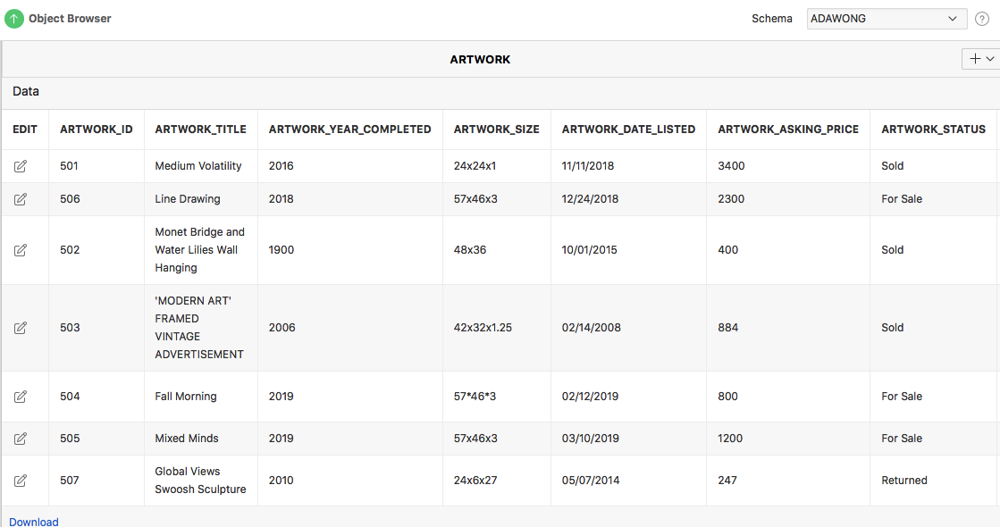 Object Browser
Schema ADAWONG
ARTWORK
Data
EDIT ARTWORK_ID ARTWORK_TITLE ARTWORK_YEAR_COMPLETED ARTWORK_SIZE ARTWORK_DATE_LISTED ARTWORK_ASKING_PRICE ARTWORK_STATUS
501 Medium Volatility 2016 24x24x1 11/11/2018 3400 Sold
506 Line Drawing 2018 57x46x3 12/24/2018 2300 For Sale
Monet Bridge and
502 Water Lilies Wall 1900 48x36 10/01/2015 400 Sold
Hanging
'MODERN ART'
FRAMED
503 2006 42x32x1.25 02/14/2008 884 Sold
VINTAGE
ADVERTISEMENT
504 Fall Morning 2019 57*46*3 02/12/2019 800 For Sale
505 Mixed Minds 2019 57x46x3 03/10/2019 1200 For Sale
Global Views
507 2010 24x6x27 05/07/2014 247 Returned
Swoosh Sculpture
Download